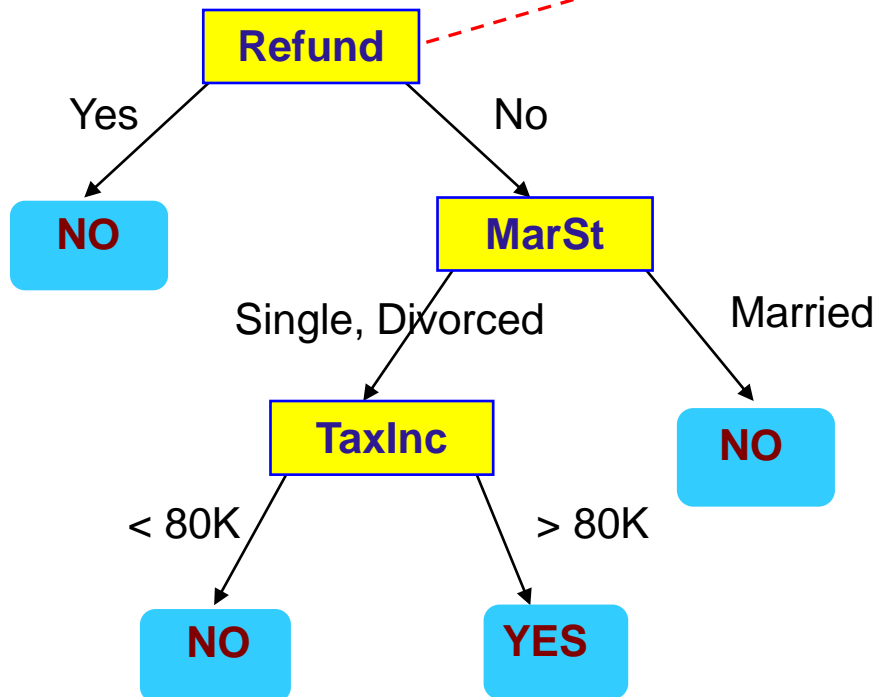 Refund
Yes
No
NO
MarSt
Single, Divorced
Married
TaxInc
NO
< 80K
> 80K
NO
YES